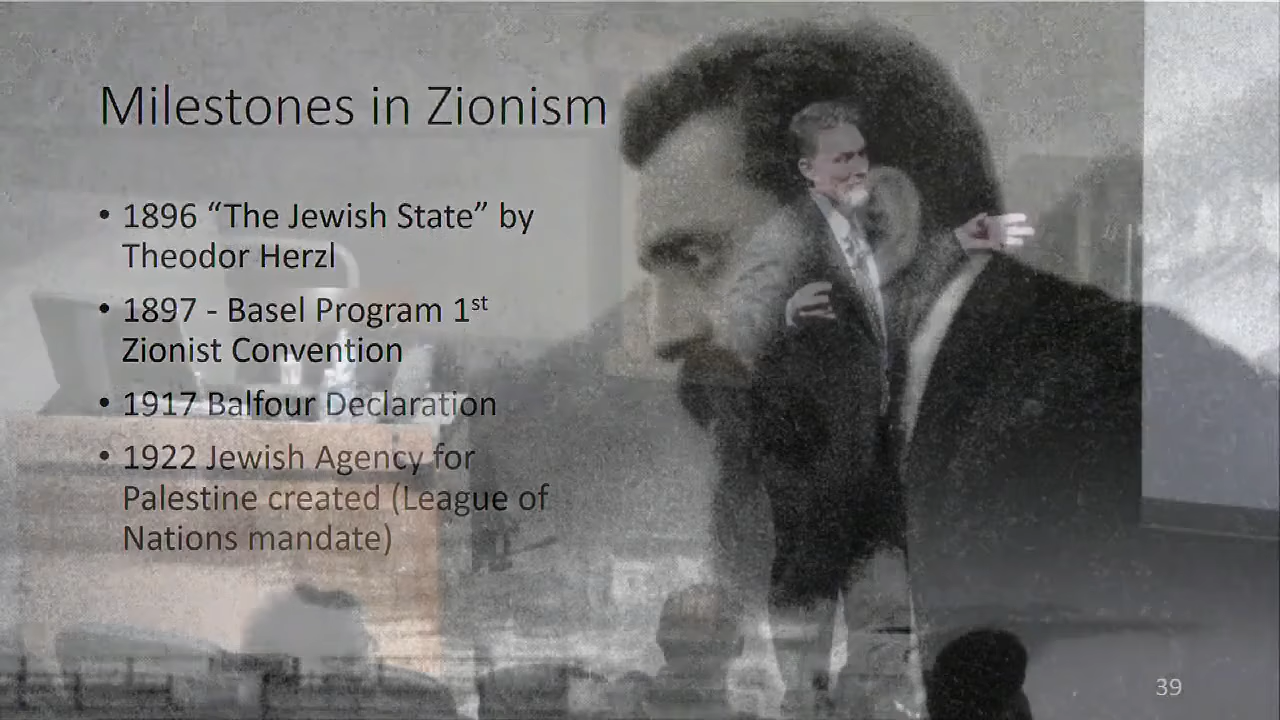 Milestones in Zionism
• 1896 “The Jewish State” by
Theodor Herzl
• 1897 - Basel Program 1st
Zionist Convention
• 1917 Balfour Declaration
• 1922 Jewish Agency for
Palestine created (League of
Nations mandate)
39